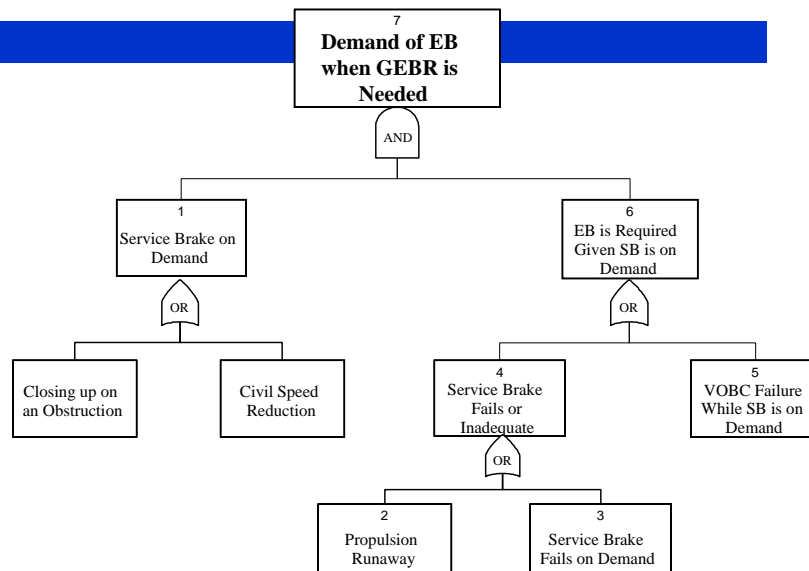 7
Demand of EB
when GEBR is
Needed
AND
1
Service Brake on
Demand
6
EB is Required
Given SB is on
Demand
OR
OR
Closing up on
an Obstruction
Civil Speed
Reduction
4
Service Brake
Fails or
Inadequate
5
VOBC Failure
While SB is on
Demand
OR
2
Propulsion
Runaway
3
Service Brake
Fails on Demand